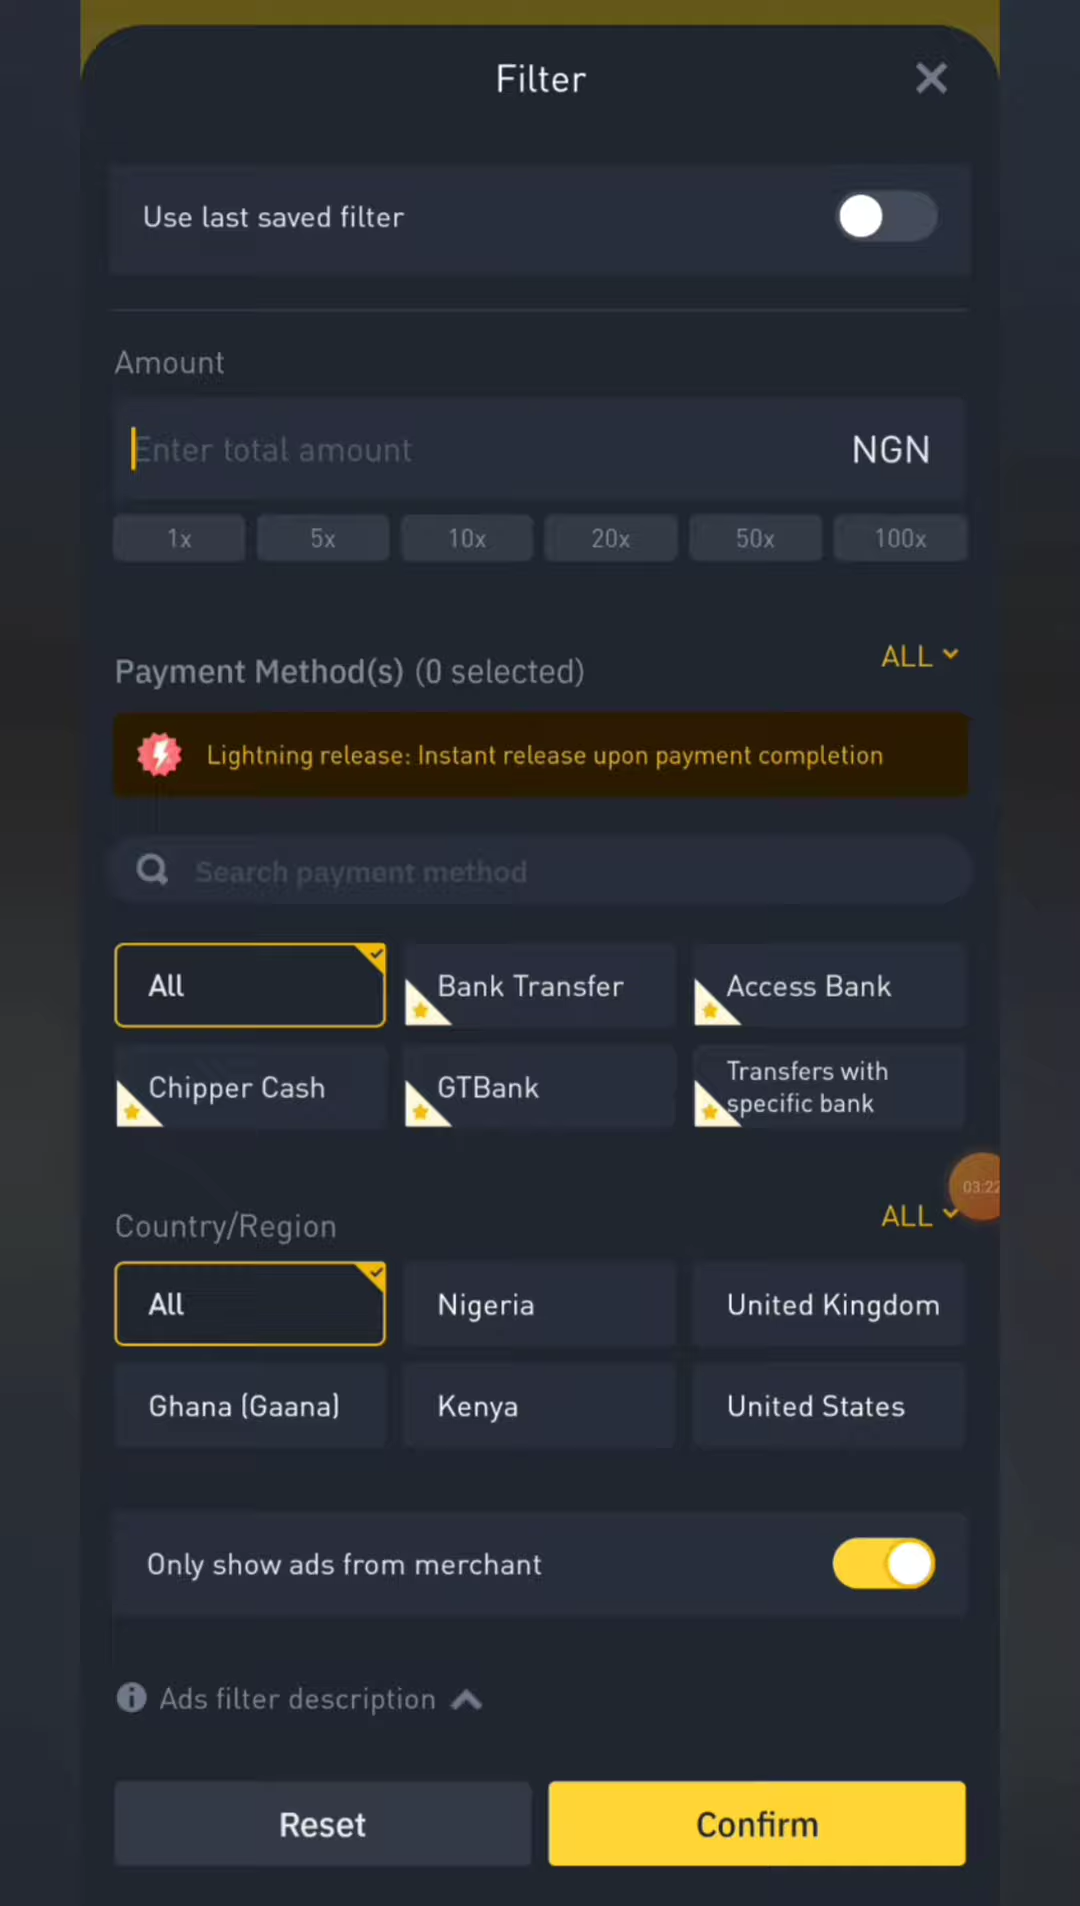 Filter
Use last saved filter
Amount
Enter total amount
NGN
1x
5x
10x
20x
50x
100x
Payment Method(s) (0 selected)
ALL
Lightning release: Instant release upon payment completion
Search payment method
All
Bank Transfer
Access Bank
Chipper Cash
GTBank
Transfers with
specific bank
03:22
Country/Region
ALL
All
Nigeria
United Kingdom
Ghana (Gaana)
Kenya
United States
Only show ads from merchant
Ads filter description
Reset
Confirm